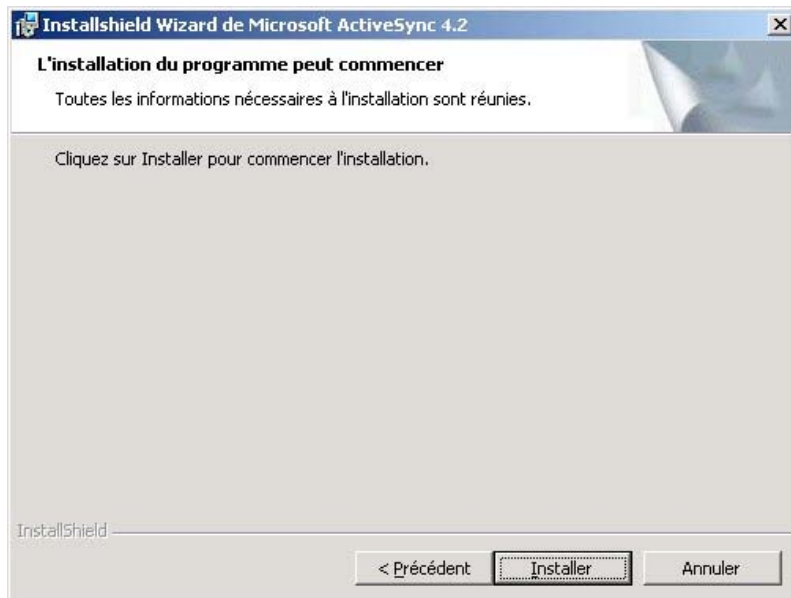 Installshield Wizard de Microsoft ActiveSync 4.2
L'installation du programme peut commencer
Toutes les informations nécessaires à l'installation sont réunies.
Cliquez sur Installer pour commencer l'installation.
InstallShield
< Précédent
Installer
Annuler